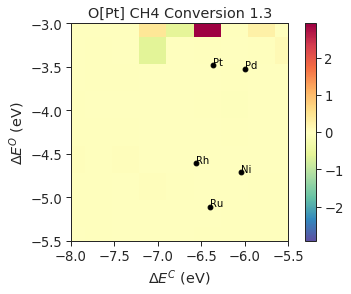 O[Pt] CH4 Conversion 1.3
−3.0
−3.5
−4.0
−4.5
−5.0
−5.5
ΔE^O (eV)
Pt
Pd
Rh
Ni
Ru
−8.0 −7.5 −7.0 −6.5 −6.0 −5.5
ΔE^C (eV)
2
1
0
−1
−2